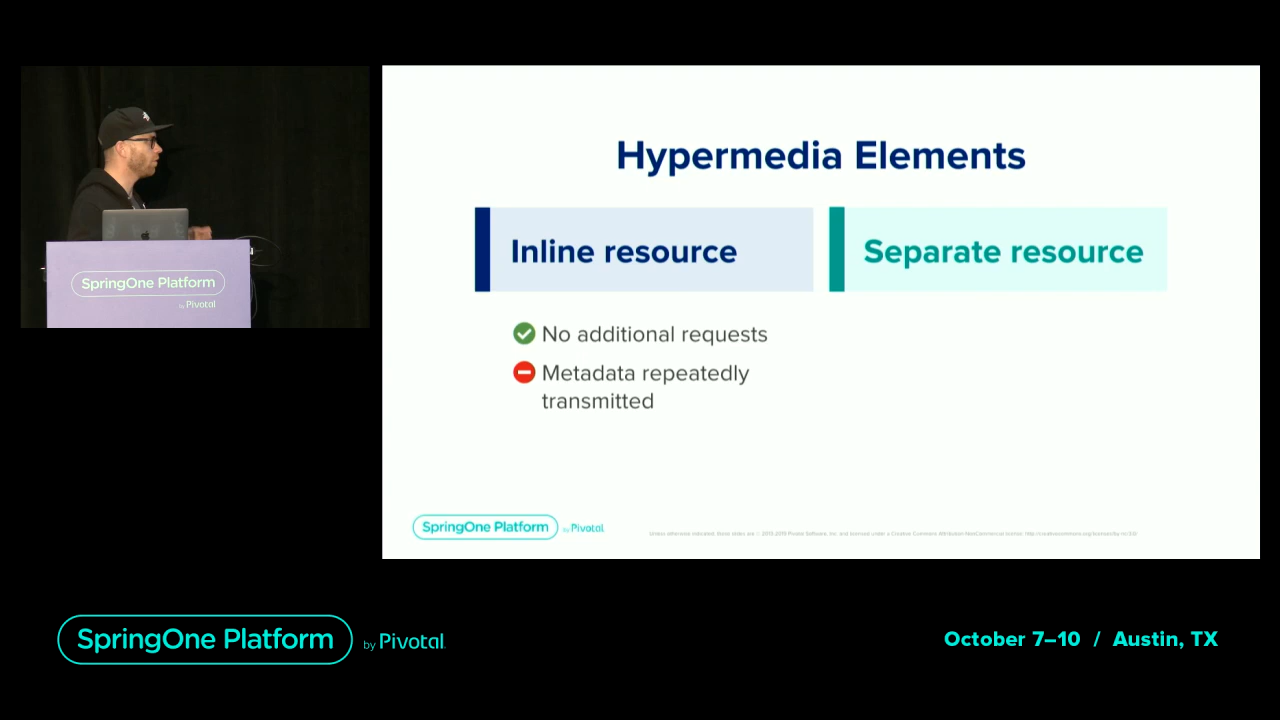 Hypermedia Elements
Inline resource
Separate resource
No additional requests
Metadata repeatedly
transmitted
SpringOne Platform
by Pivotal
SpringOne Platform by Pivotal
SpringOne Platform by Pivotal
October 7–10 / Austin, TX